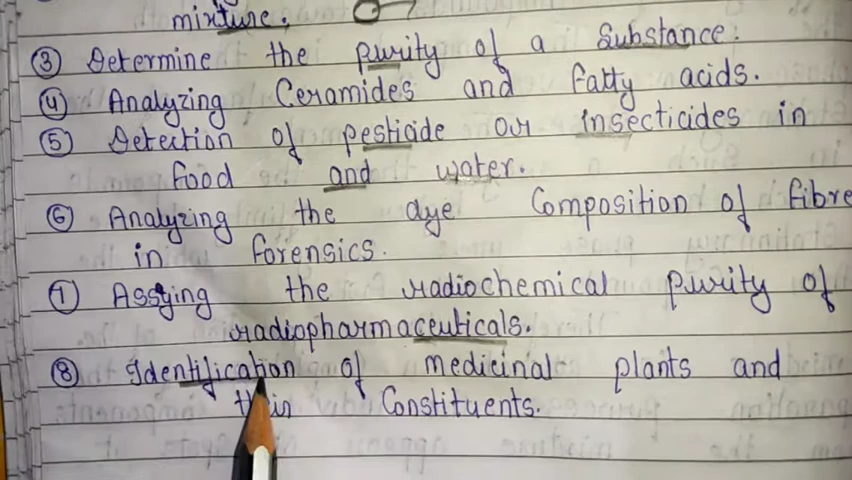 mixture.
③ Determine the purity of a Substance.
④ Analyzing Ceramides and fatty acids.
⑤ Detection of pesticide or insecticides in
food and water.
⑥ Analyzing the dye Composition of fibre
in forensics.
⑦ Assying the radiochemical purity of
radiopharmaceuticals.
⑧ Identification of medicinal plants and
their Constituents.